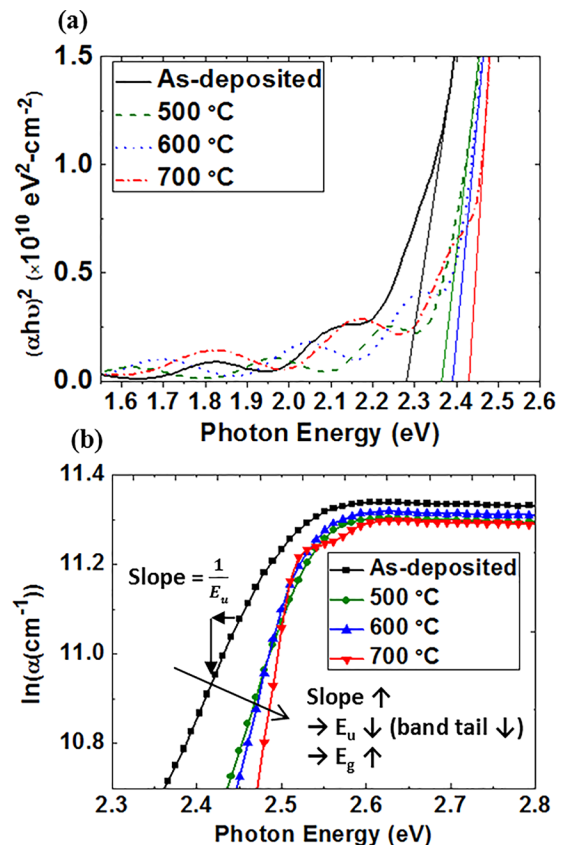 (a)
(αhυ)² (×10¹⁰ eV²-cm⁻²)
1.5
1.0
0.5
0.0
As-deposited
500 °C
600 °C
700 °C
1.6 1.7 1.8 1.9 2.0 2.1 2.2 2.3 2.4 2.5 2.6
Photon Energy (eV)
(b)
ln(α(cm⁻¹))
11.4
11.2
11.0
10.8
Slope = 1/Eᵤ
As-deposited
500 °C
600 °C
700 °C
Slope ↑
→ Eᵤ ↓ (band tail ↓)
→ E_g ↑
2.3 2.4 2.5 2.6 2.7 2.8
Photon Energy (eV)